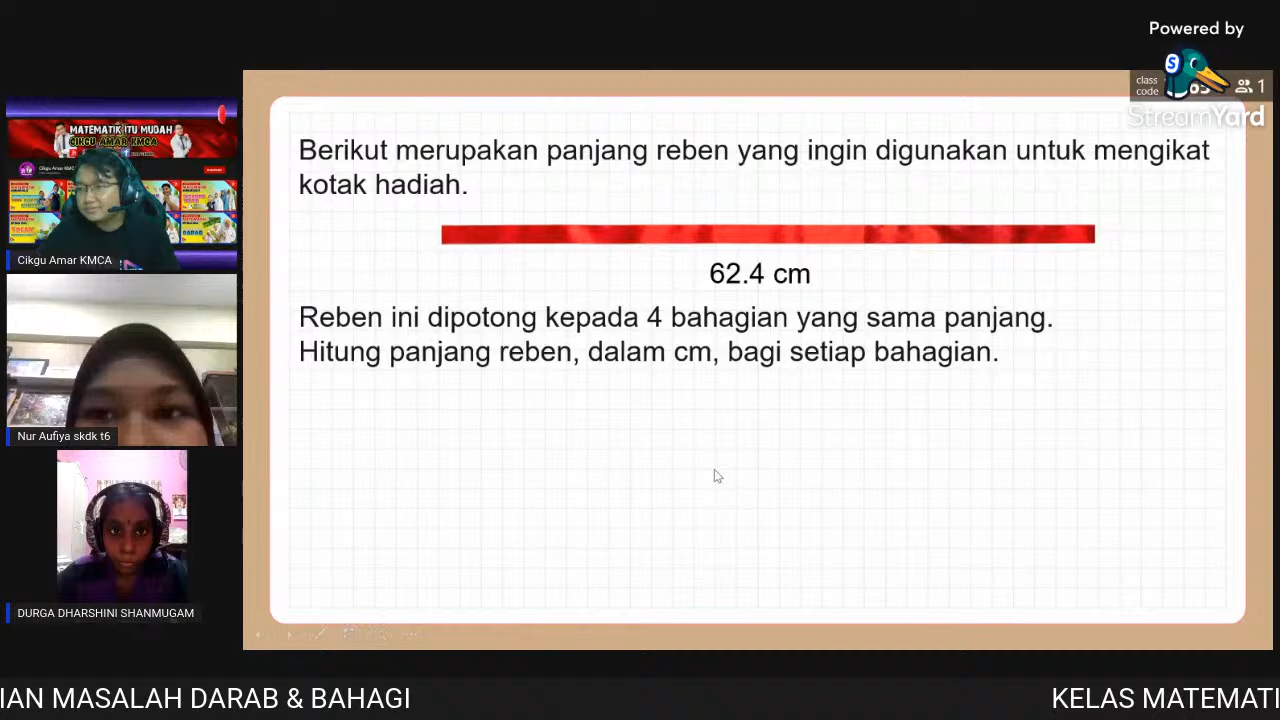 Powered by
class
code
1
StreamYard
MATEMATIK ITU MUDAH
CIKGU AMAR KMCA
Cikgu Amar KMC
Cikgu Amar KMCA
Berikut merupakan panjang reben yang ingin digunakan untuk mengikat
kotak hadiah.
62.4 cm
Reben ini dipotong kepada 4 bahagian yang sama panjang.
Hitung panjang reben, dalam cm, bagi setiap bahagian.
Nur Aufiya skdk t6
DURGA DHARSHINI SHANMUGAM
IAN MASALAH DARAB & BAHAGI
KELAS MATEMATI